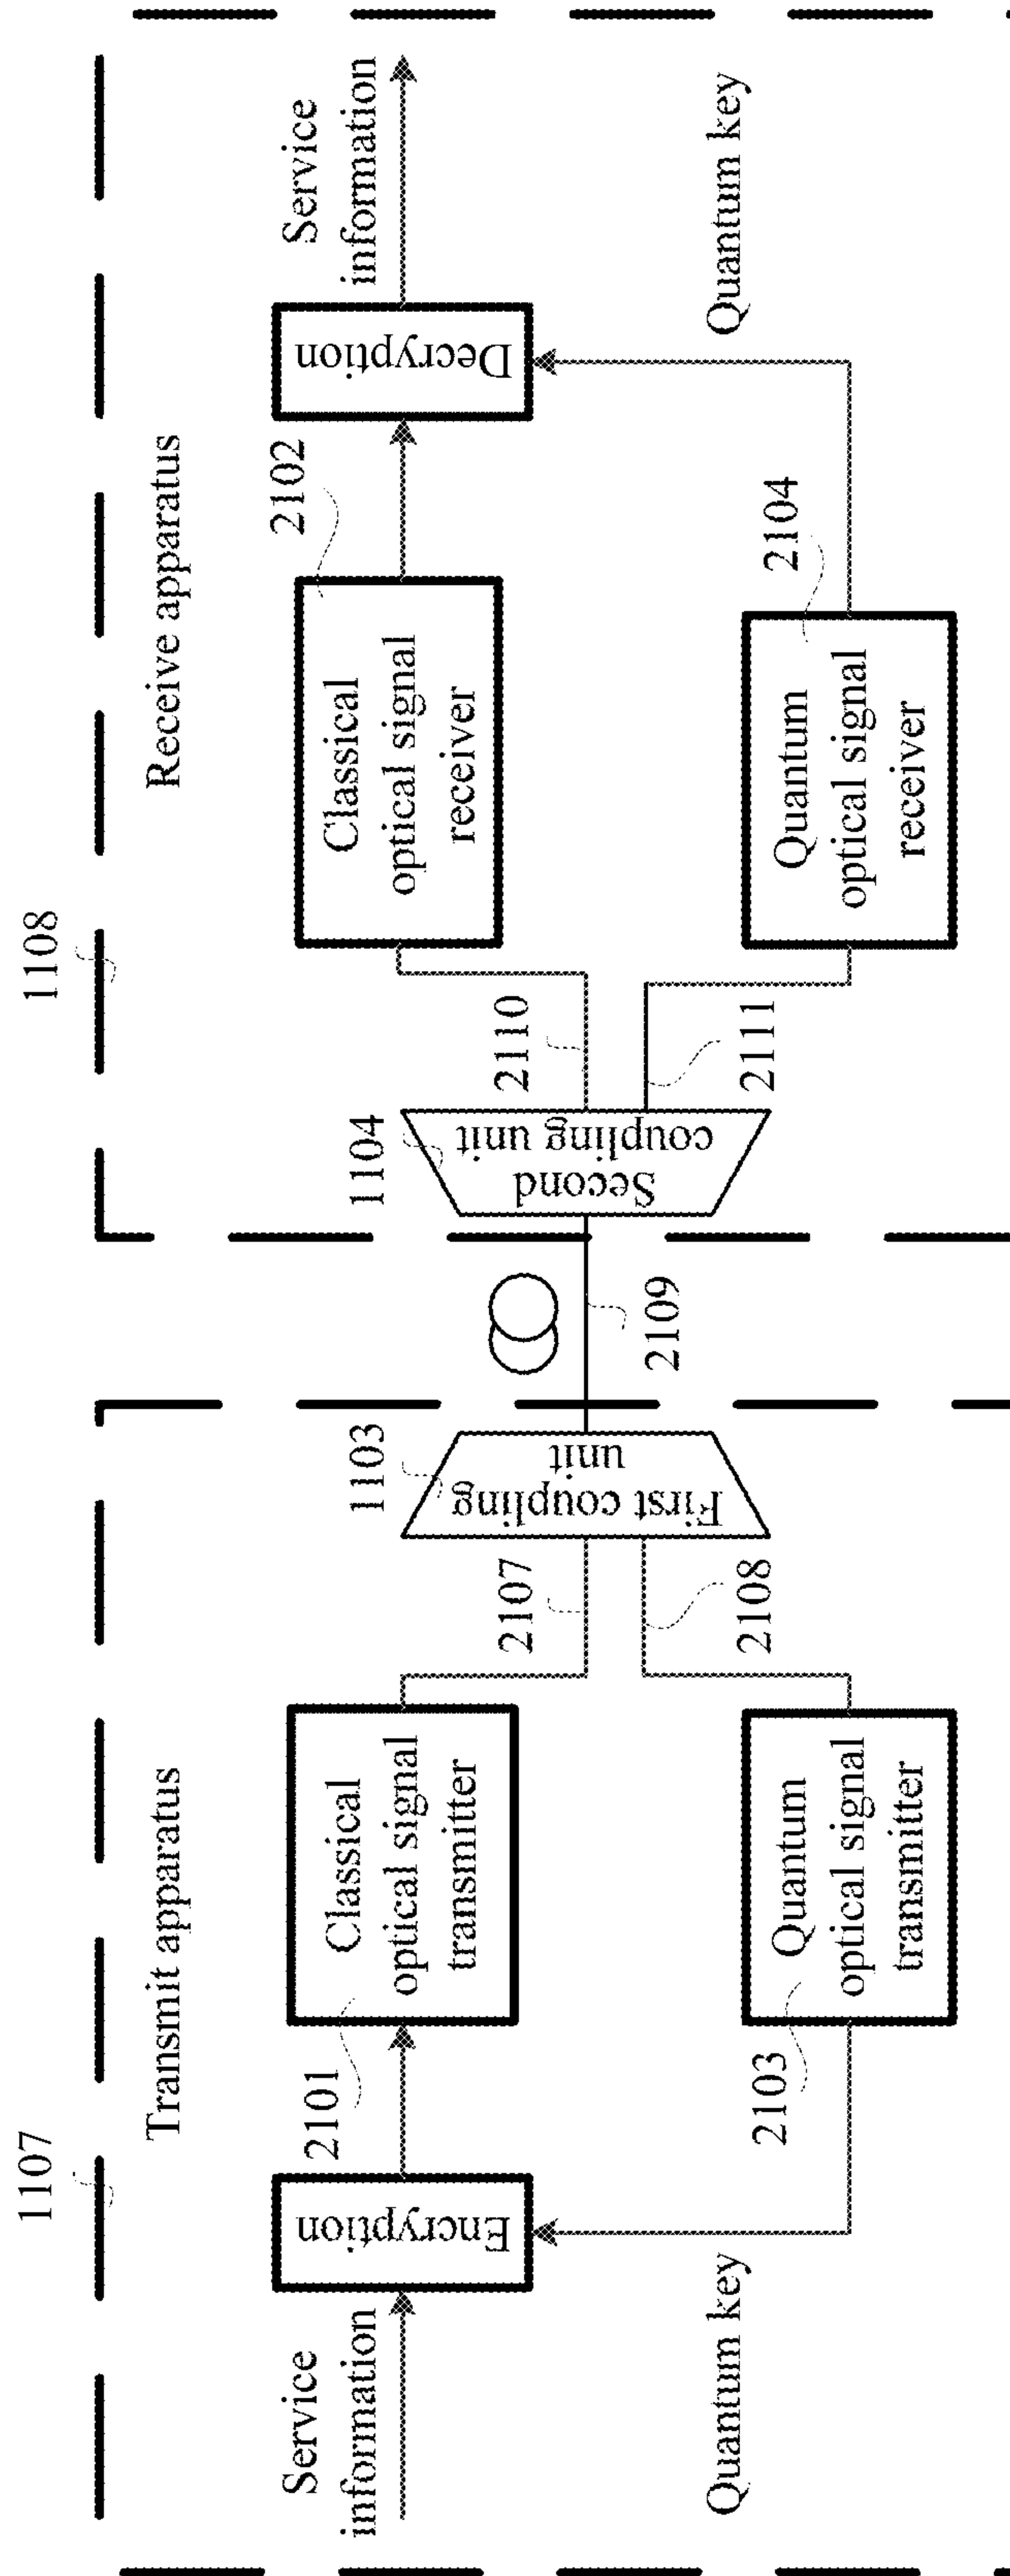 1107
Transmit apparatus
Service
information
Encryption
2101
Classical
optical signal
transmitter
2107
Quantum key
2103
Quantum
optical signal
transmitter
2108
1103
First coupling
unit
2109
1108
Receive apparatus
1104
Second
coupling unit
2110
Classical
optical signal
receiver
2102
Decryption
Service
information
2111
Quantum
optical signal
receiver
2104
Quantum key